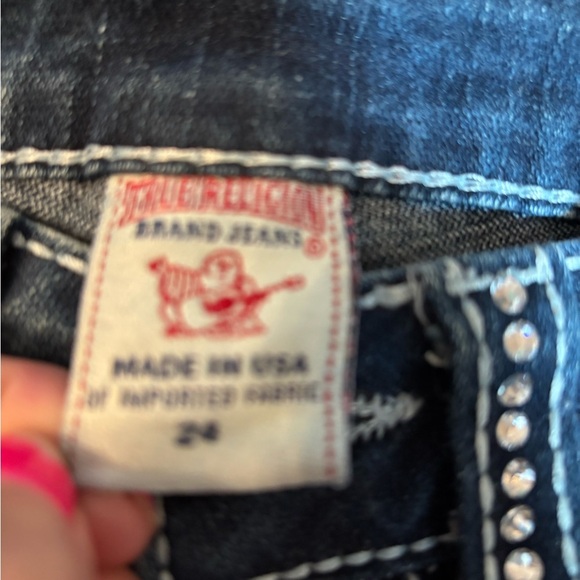 TRUE RELIGION
BRAND JEANS
®
MADE IN USA
OF IMPORTED FABRIC
24